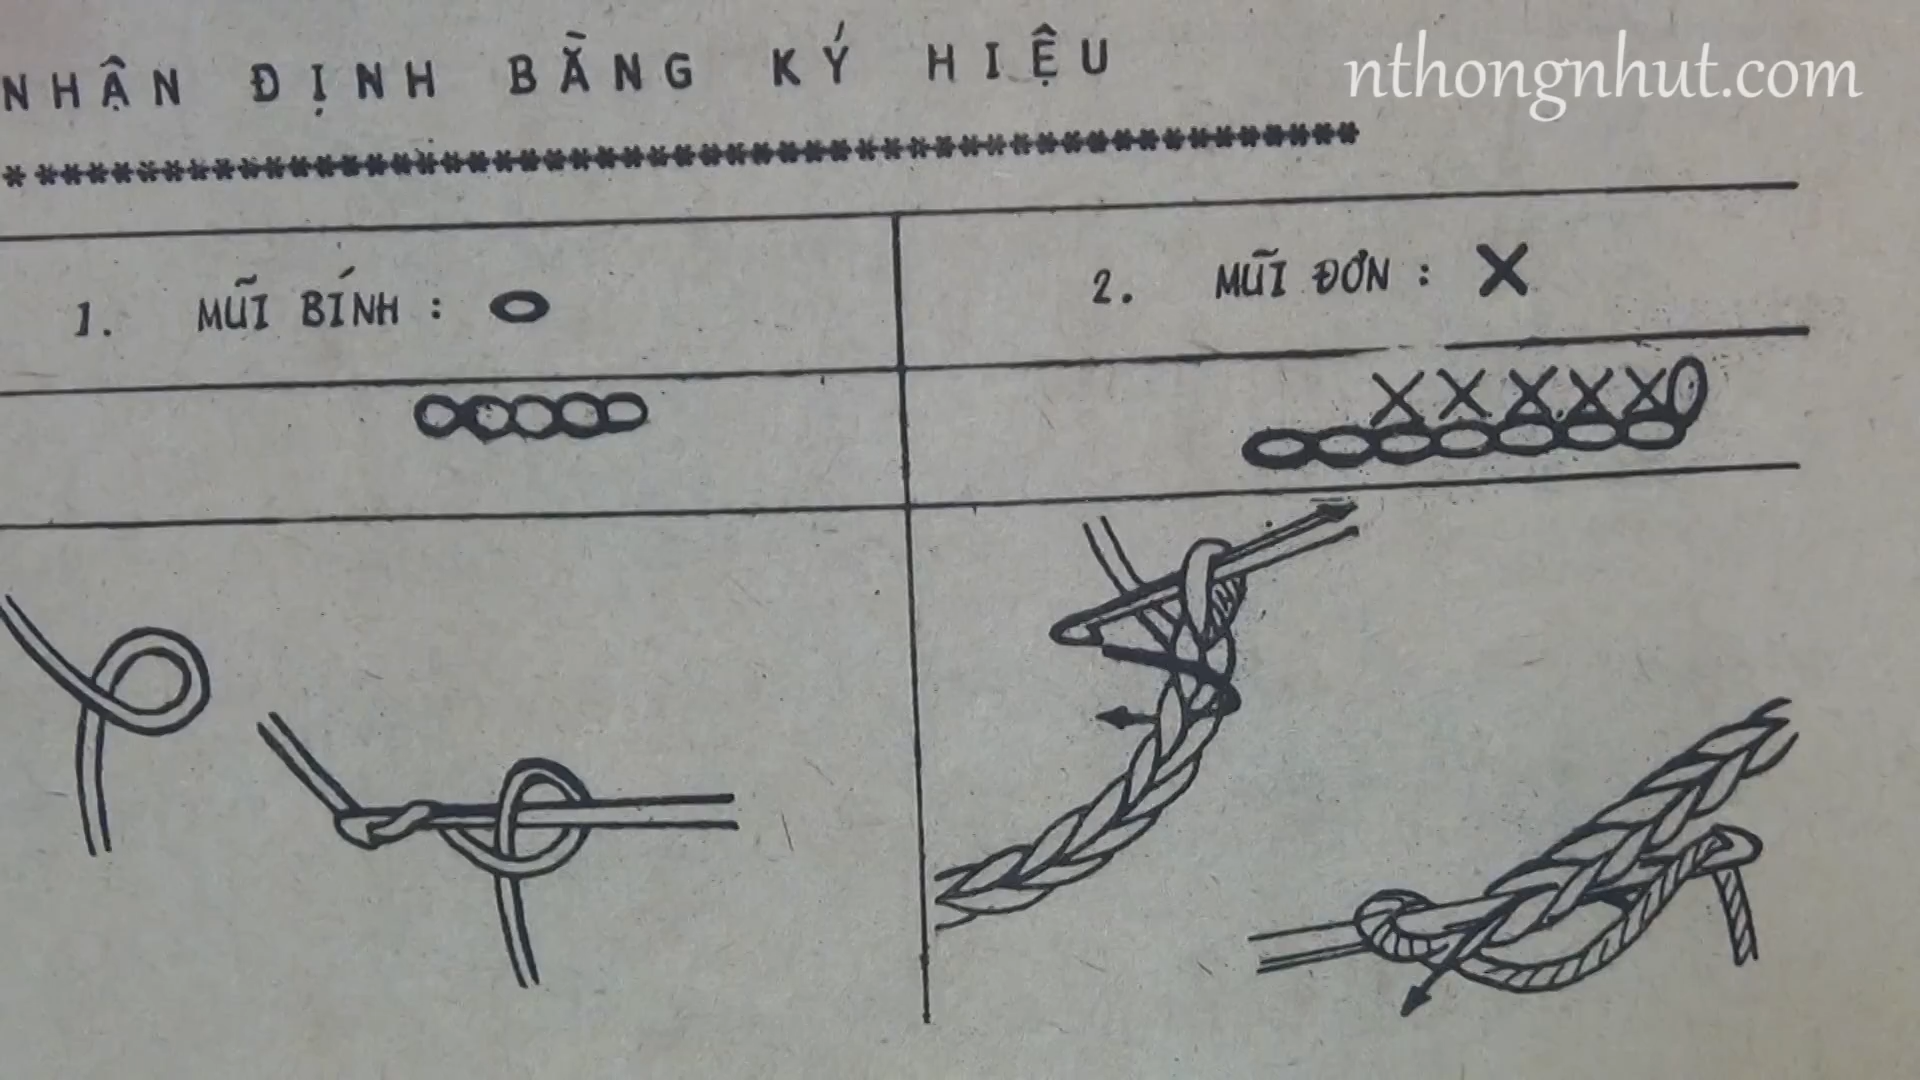 NHẬN ĐỊNH BẰNG KÝ HIỆU
nthongnhut.com
*****************************************************
1. MŨI BÍNH : O
2. MŨI ĐƠN : X